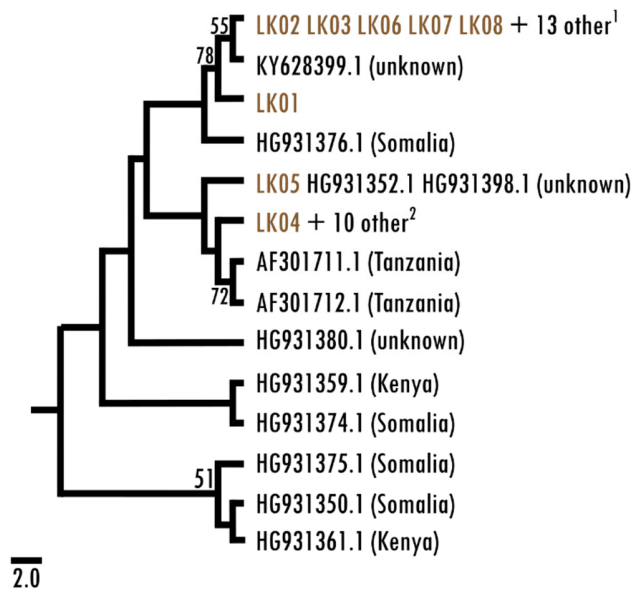 55
LK02 LK03 LK06 LK07 LK08 + 13 other¹
78
KY628399.1 (unknown)
LK01
HG931376.1 (Somalia)
LK05 HG931352.1 HG931398.1 (unknown)
LK04 + 10 other²
AF301711.1 (Tanzania)
72
AF301712.1 (Tanzania)
HG931380.1 (unknown)
HG931359.1 (Kenya)
HG931374.1 (Somalia)
HG931375.1 (Somalia)
51
HG931350.1 (Somalia)
HG931361.1 (Kenya)
2.0